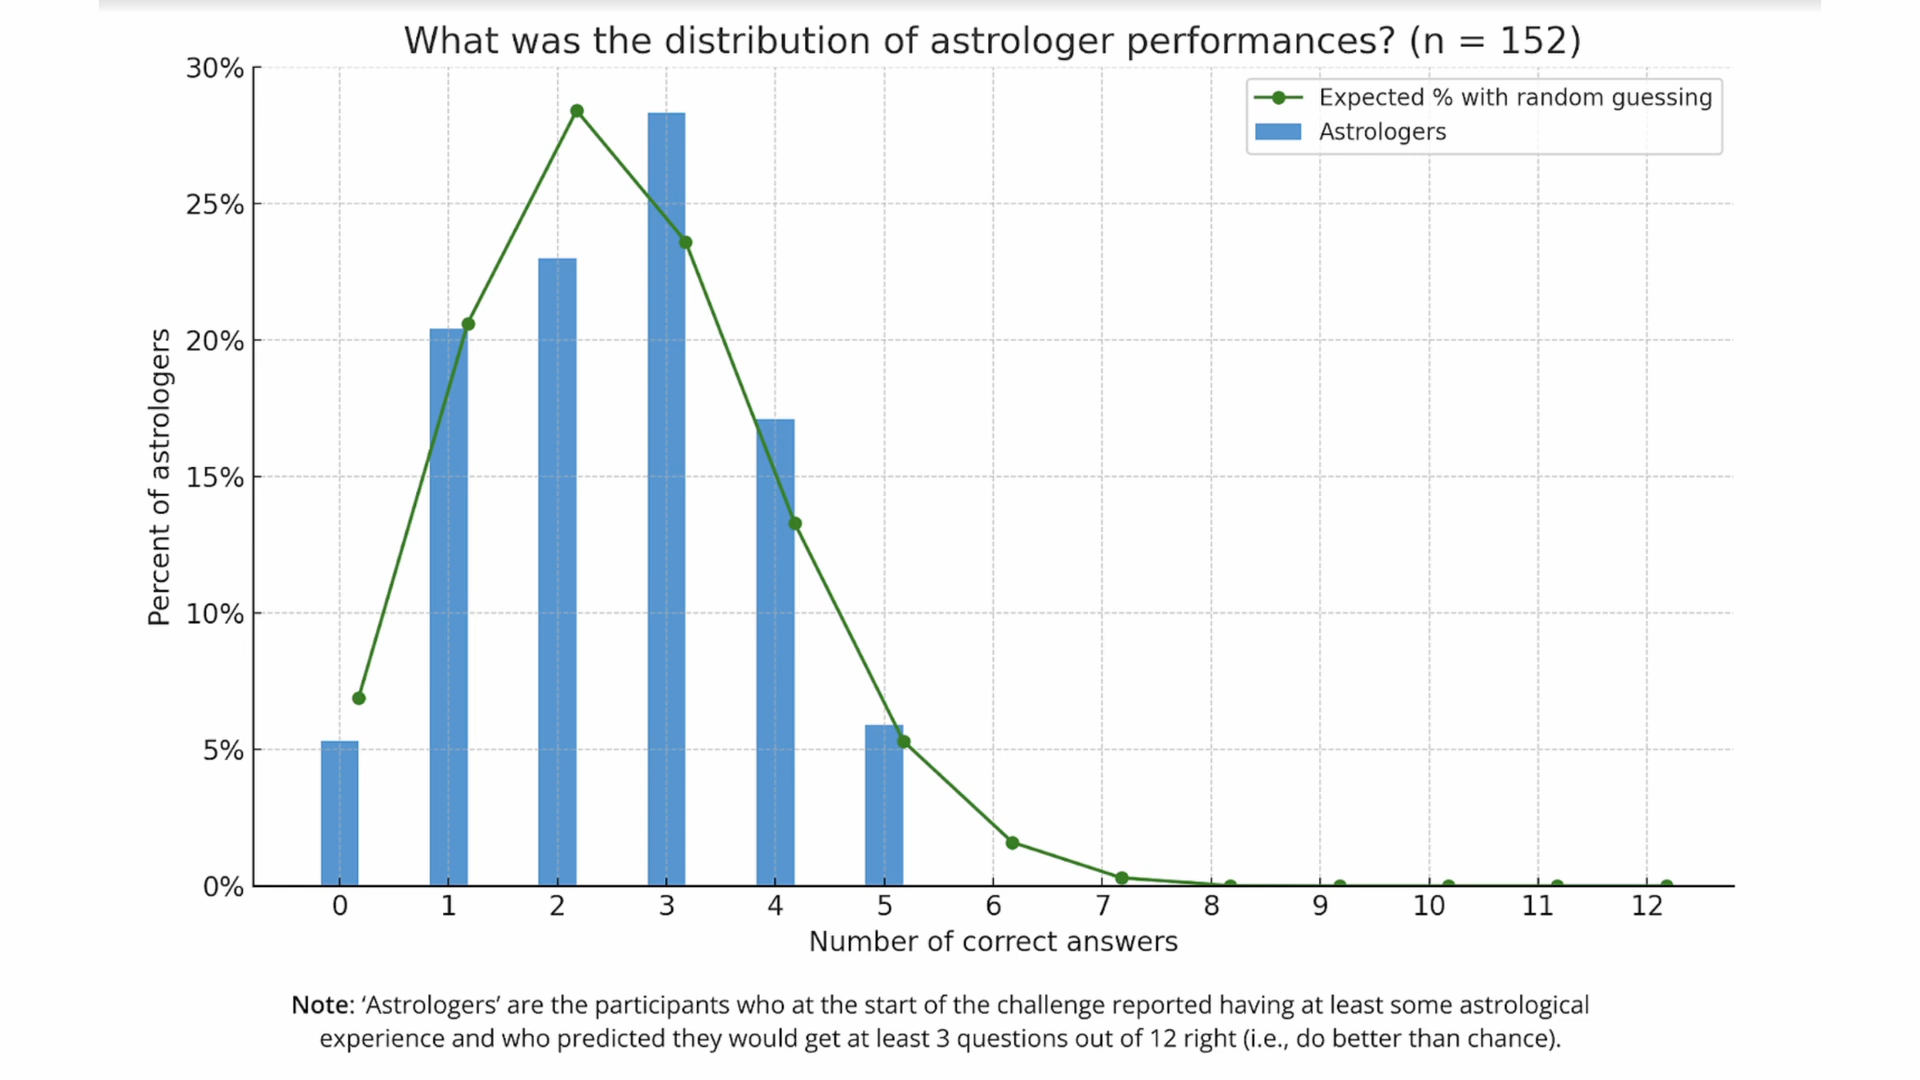 What was the distribution of astrologer performances? (n = 152)
30%
25%
20%
15%
10%
5%
0%
Percent of astrologers
Expected % with random guessing
Astrologers
0 1 2 3 4 5 6 7 8 9 10 11 12
Number of correct answers
Note: ‘Astrologers’ are the participants who at the start of the challenge reported having at least some astrological
experience and who predicted they would get at least 3 questions out of 12 right (i.e., do better than chance).